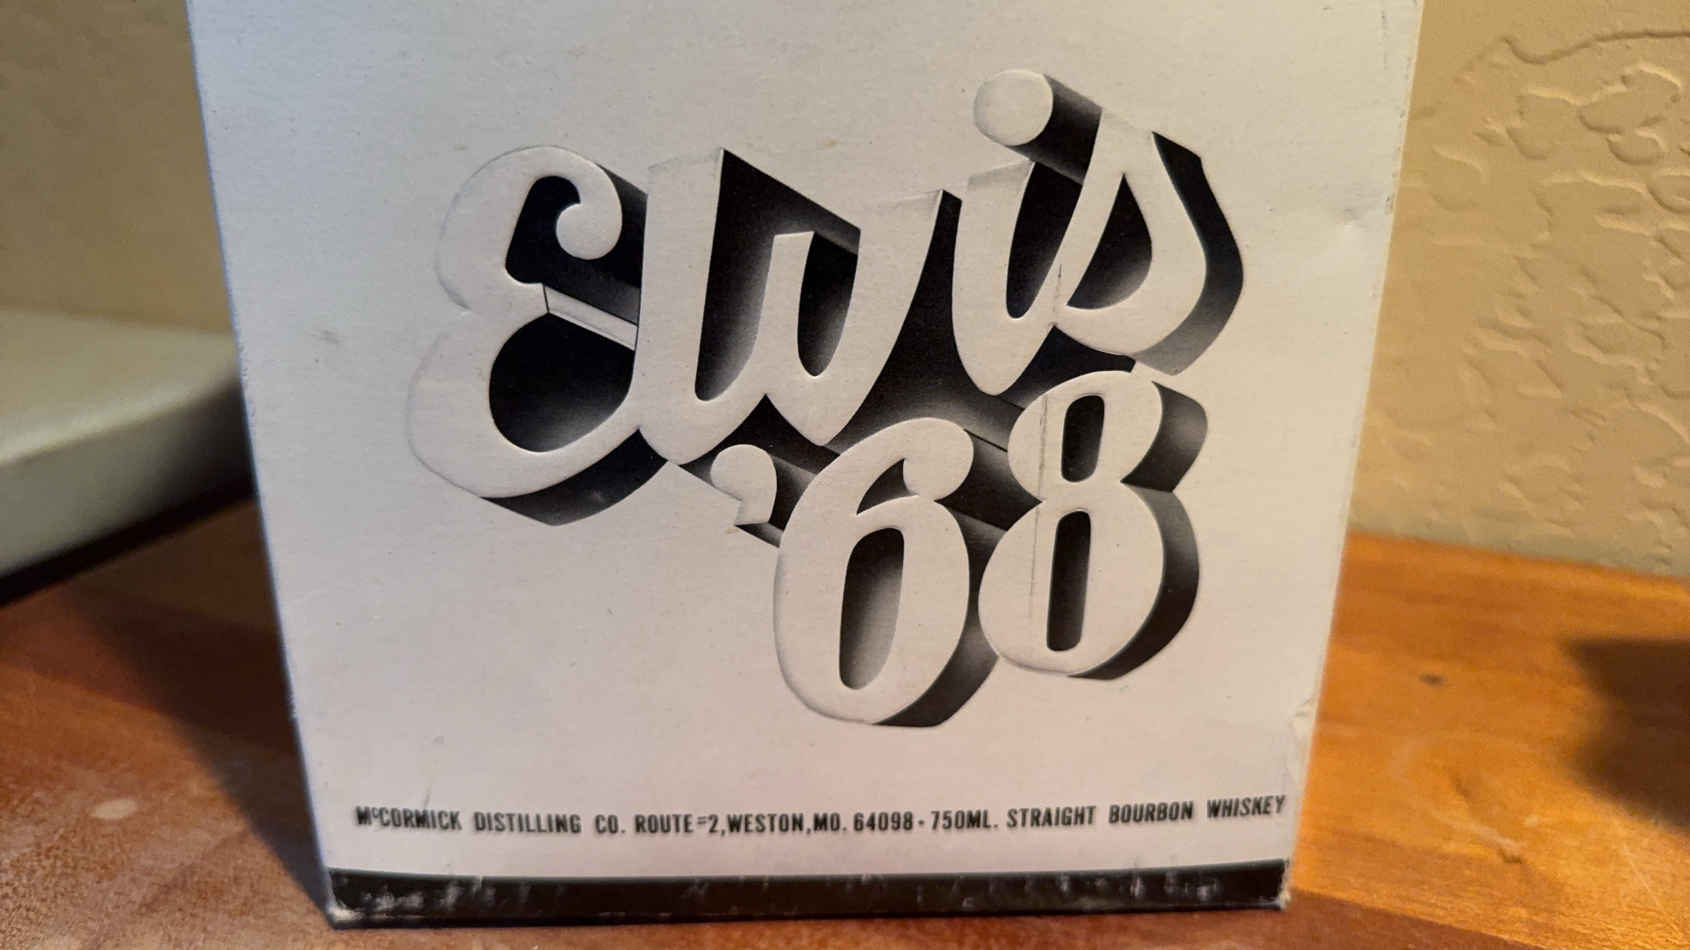 Elvis
'68
McCORMICK DISTILLING CO. ROUTE=2,WESTON,MO. 64098 • 750ML. STRAIGHT BOURBON WHISKEY